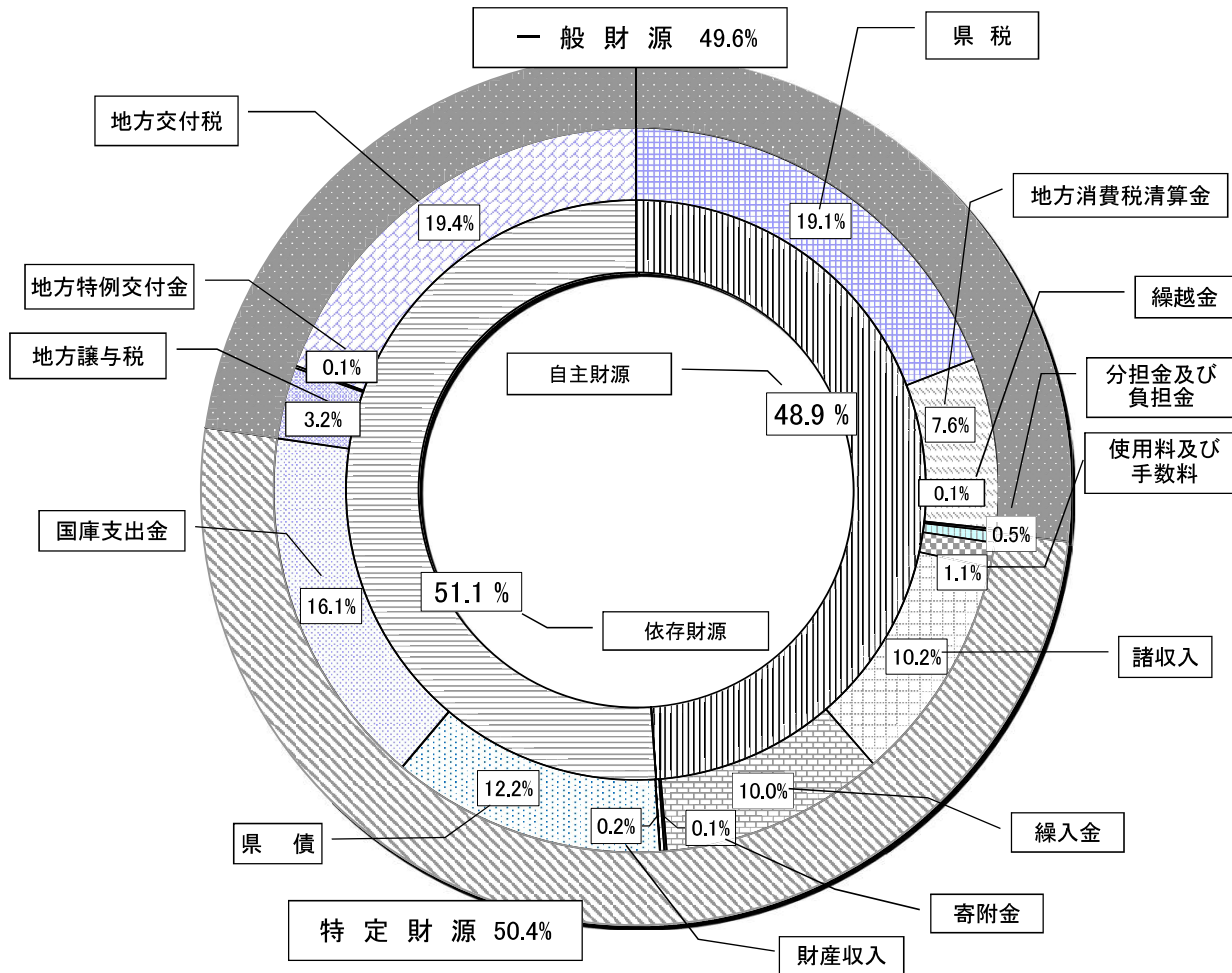 一 般 財 源 49.6%
県 税
地方交付税
19.4%
19.1%
地方消費税清算金
地方特例交付金
繰越金
地方譲与税
0.1%
自主財源
分担金及び
負担金
3.2%
48.9 %
7.6%
使用料及び
手数料
0.1%
国庫支出金
0.5%
1.1%
51.1 %
16.1%
依存財源
10.2%
諸収入
12.2%
10.0%
県 債
0.2%
0.1%
繰入金
特 定 財 源 50.4%
寄附金
財産収入